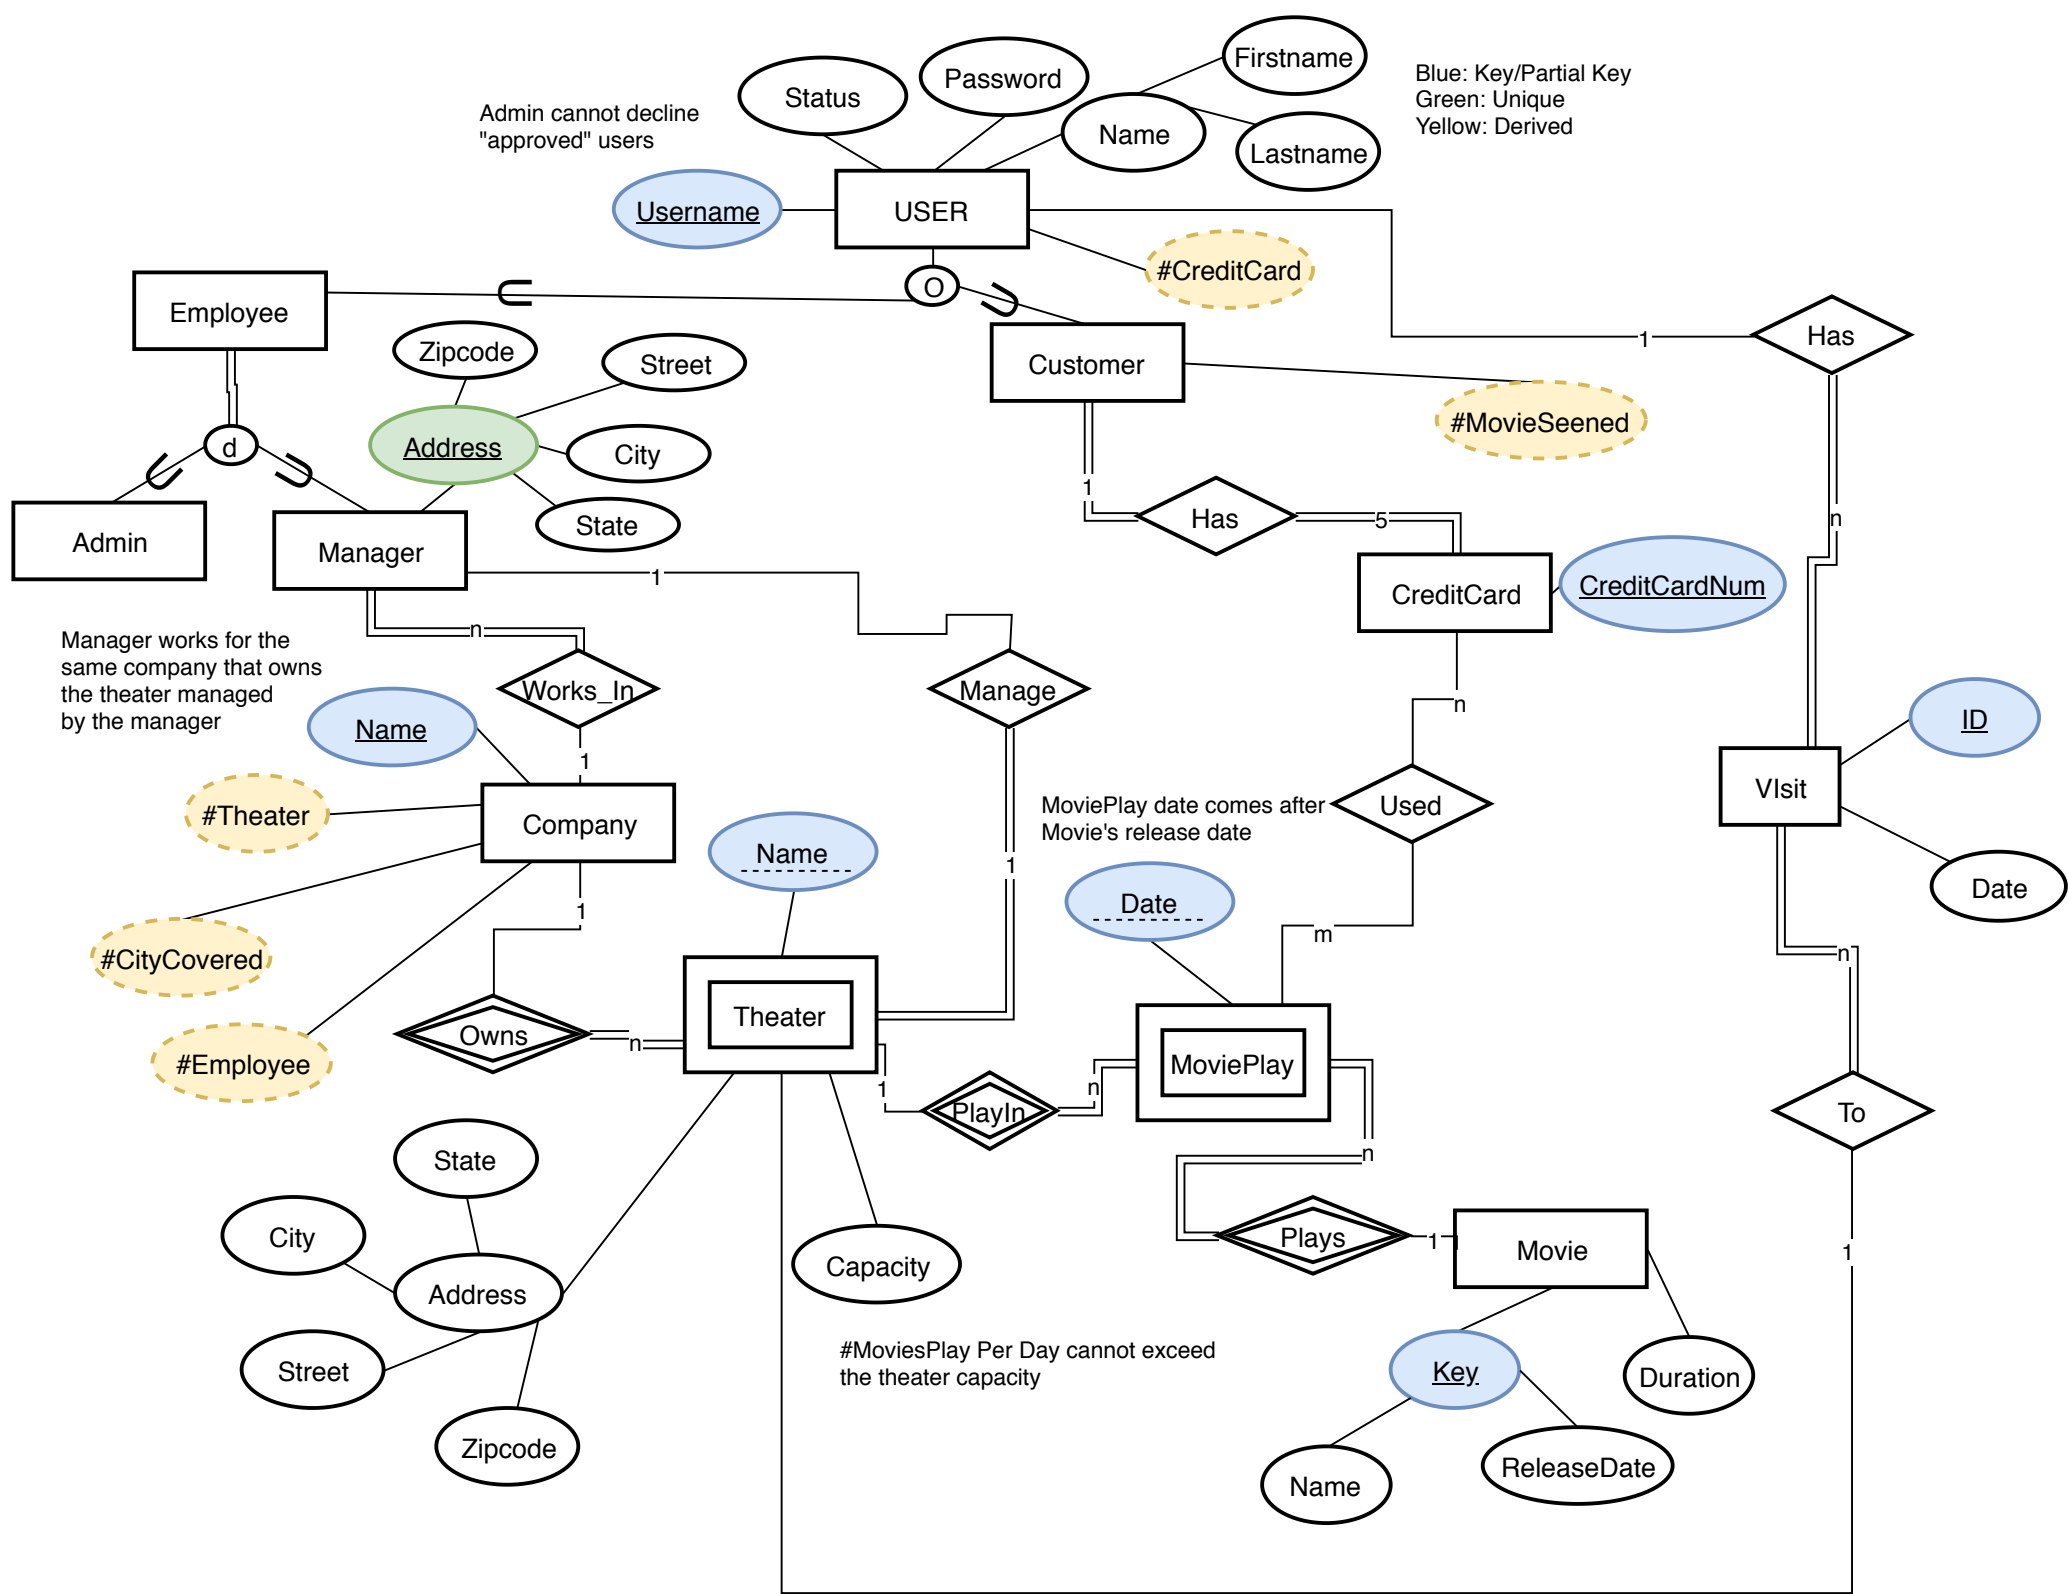 Firstname
Password
Status
Blue: Key/Partial Key
Green: Unique
Yellow: Derived
Admin cannot decline
"approved" users
Name
Lastname
Username
USER
#CreditCard
O
Employee
Has
1
Zipcode
Street
Customer
#MovieSeened
d
Address
City
1
State
Has
5
n
Admin
Manager
1
CreditCard
CreditCardNum
n
Manager works for the
same company that owns
the theater managed
by the manager
Works_In
Manage
n
Name
ID
1
#Theater
Company
MoviePlay date comes after
Movie's release date
Used
VIsit
Name
1
Date
Date
1
m
#CityCovered
n
Owns
n
Theater
MoviePlay
#Employee
1
n
PlayIn
To
n
State
City
Plays
1
Movie
1
Address
Capacity
#MoviesPlay Per Day cannot exceed
the theater capacity
Street
Key
Duration
Zipcode
Name
ReleaseDate